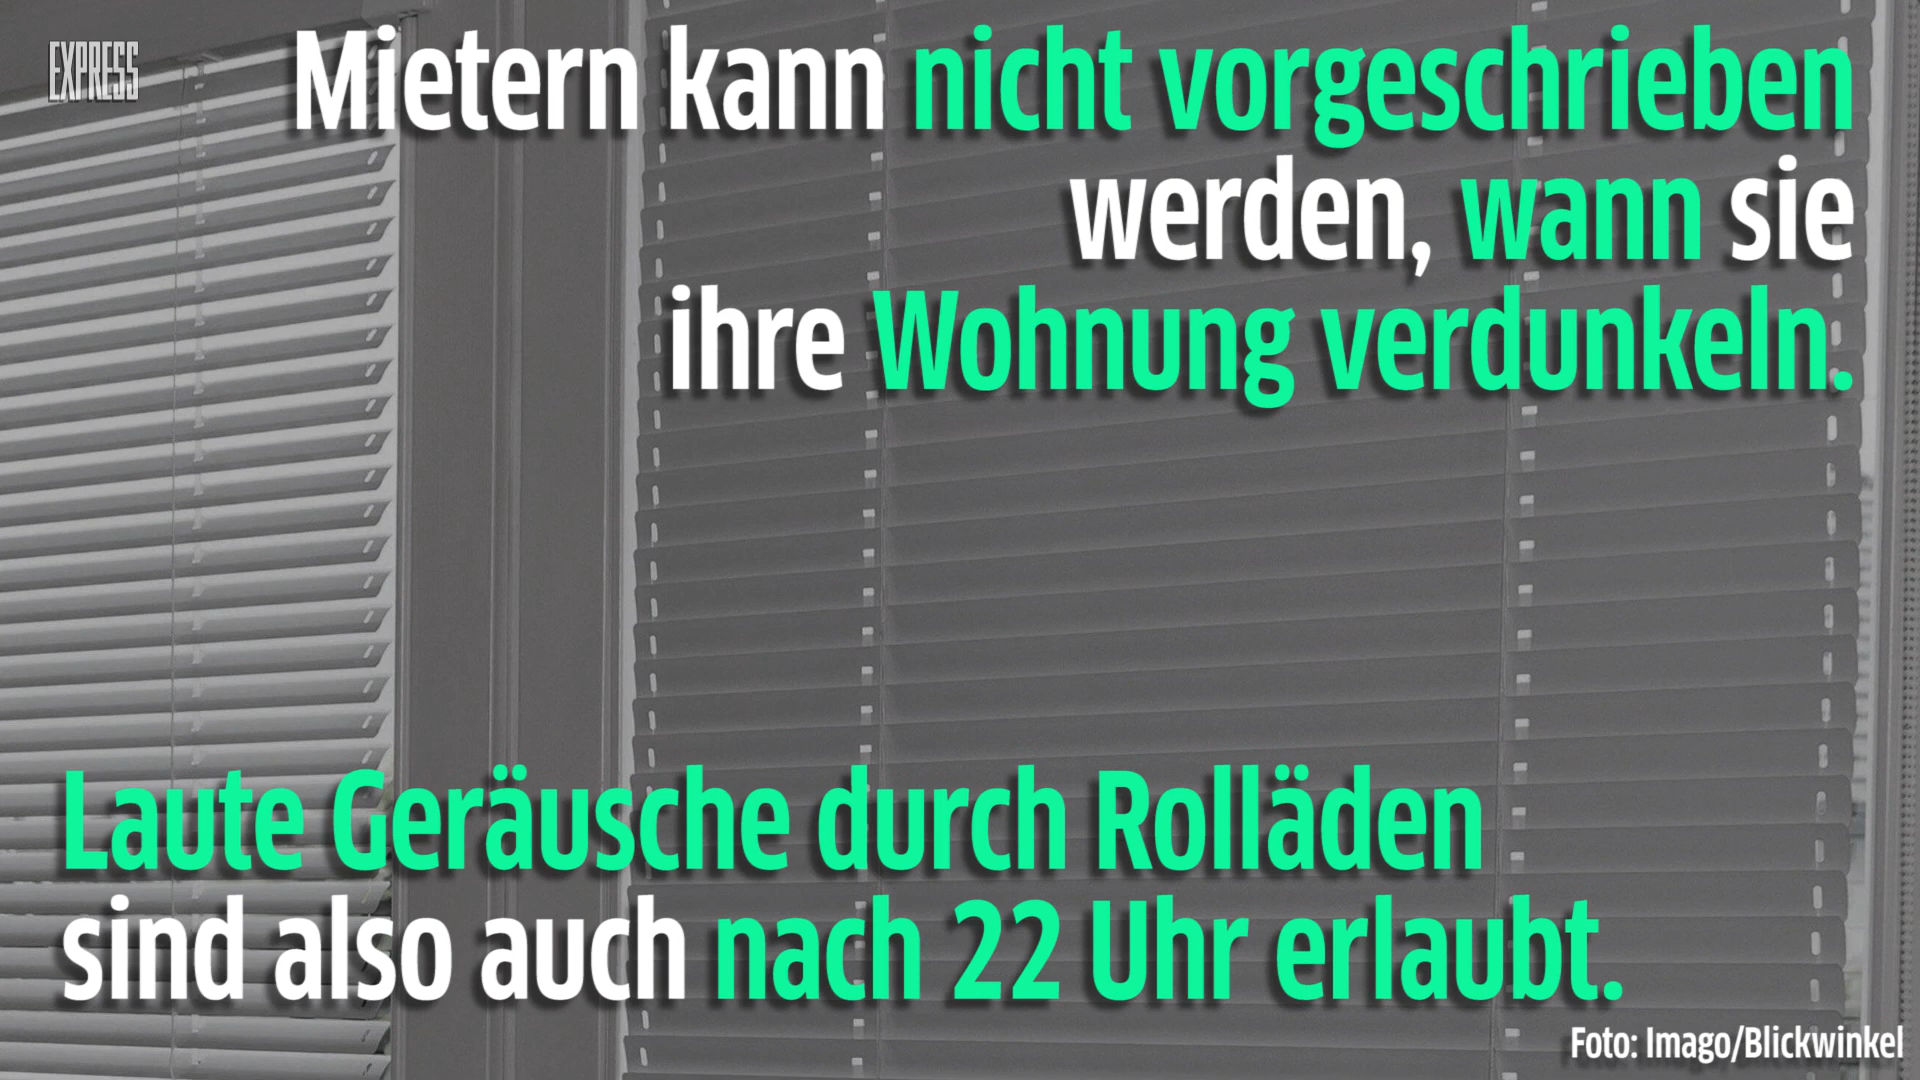 EXPRESS
Mietern kann nicht vorgeschrieben
werden, wann sie
ihre Wohnung verdunkeln.
Laute Geräusche durch Rolläden
sind also auch nach 22 Uhr erlaubt.
Foto: Imago/Blickwinkel